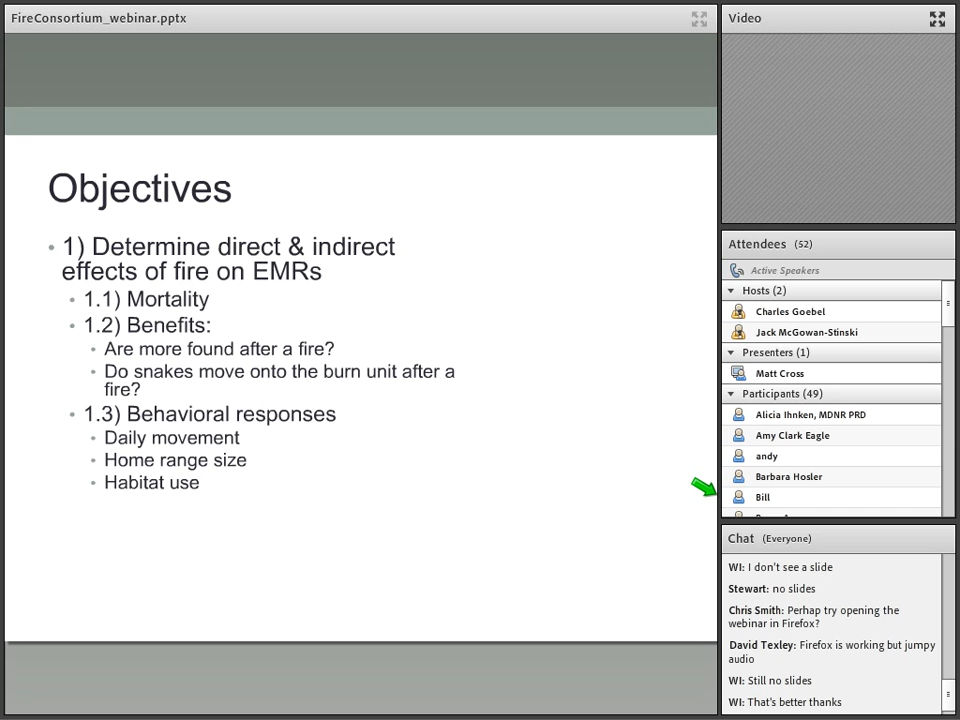 FireConsortium_webinar.pptx
Objectives
• 1) Determine direct & indirect
effects of fire on EMRs
• 1.1) Mortality
• 1.2) Benefits:
• Are more found after a fire?
• Do snakes move onto the burn unit after a
fire?
• 1.3) Behavioral responses
• Daily movement
• Home range size
• Habitat use
Video
Attendees (52)
Active Speakers
Hosts (2)
Charles Goebel
Jack McGowan-Stinski
Presenters (1)
Matt Cross
Participants (49)
Alicia Ihnken, MDNR PRD
Amy Clark Eagle
andy
Barbara Hosler
Bill
Chat (Everyone)
WI: I don't see a slide
Stewart: no slides
Chris Smith: Perhap try opening the
webinar in Firefox?
David Texley: Firefox is working but jumpy
audio
WI: Still no slides
WI: That's better thanks